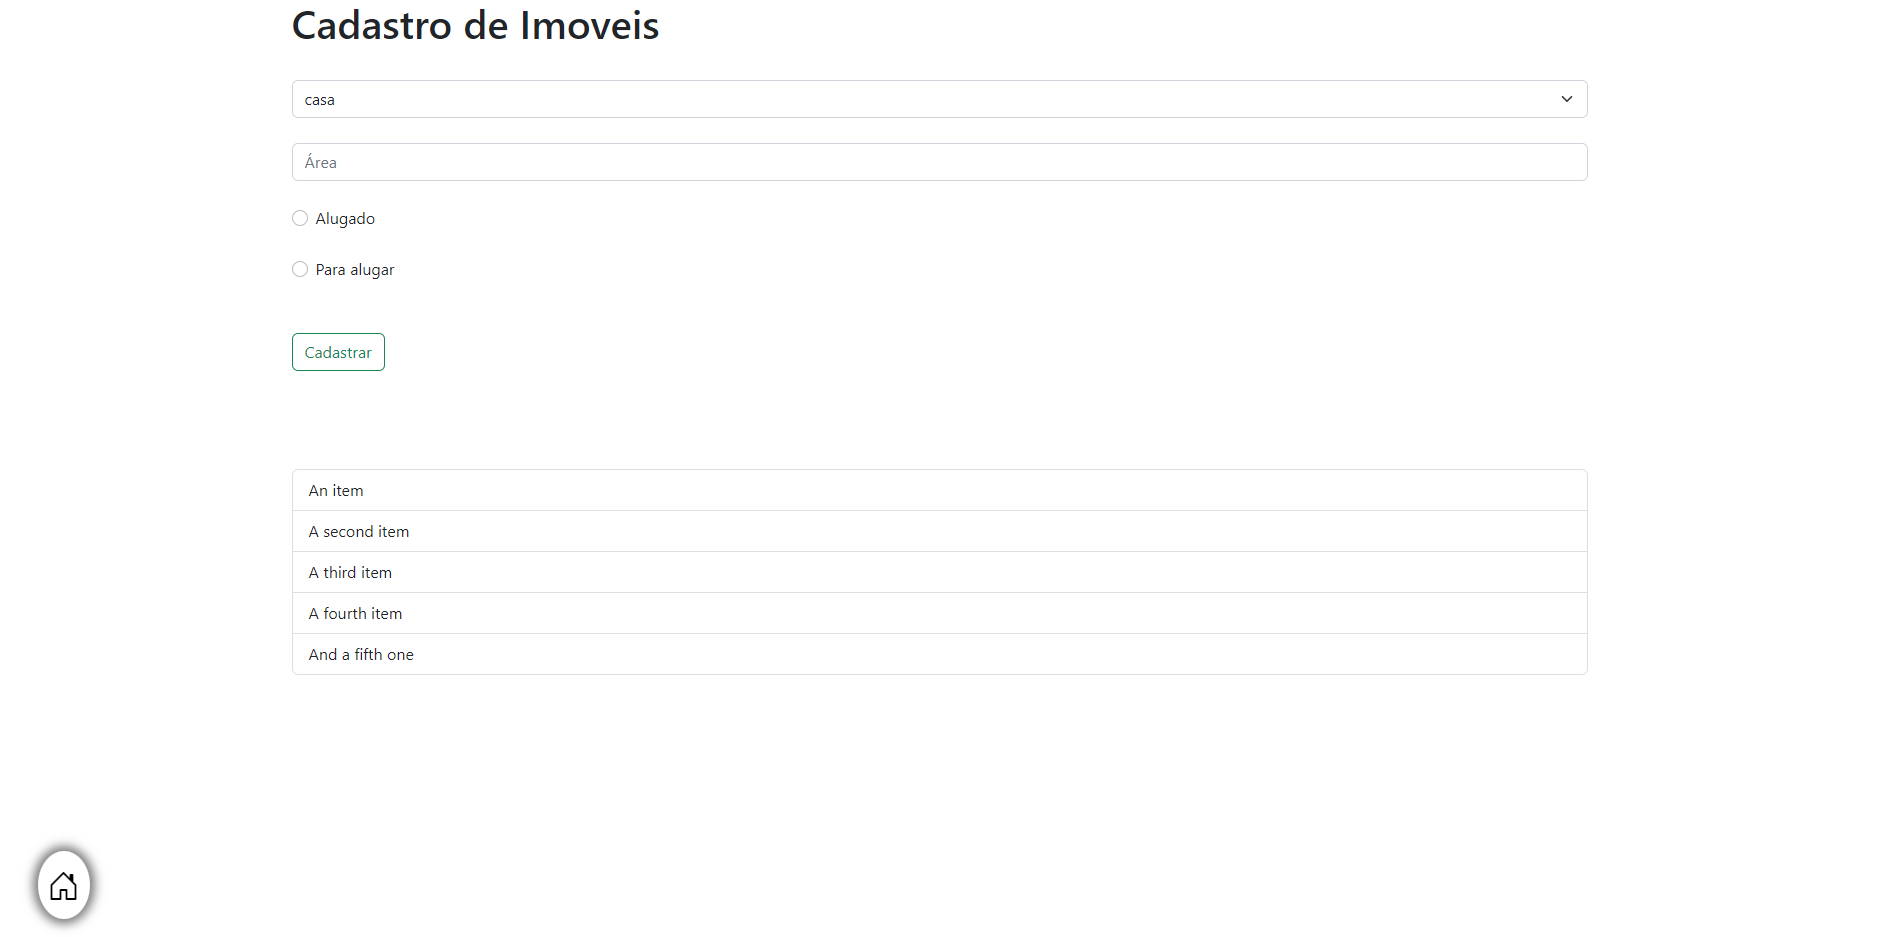 Cadastro de Imoveis
casa
Área
Alugado
Para alugar
Cadastrar
An item
A second item
A third item
A fourth item
And a fifth one